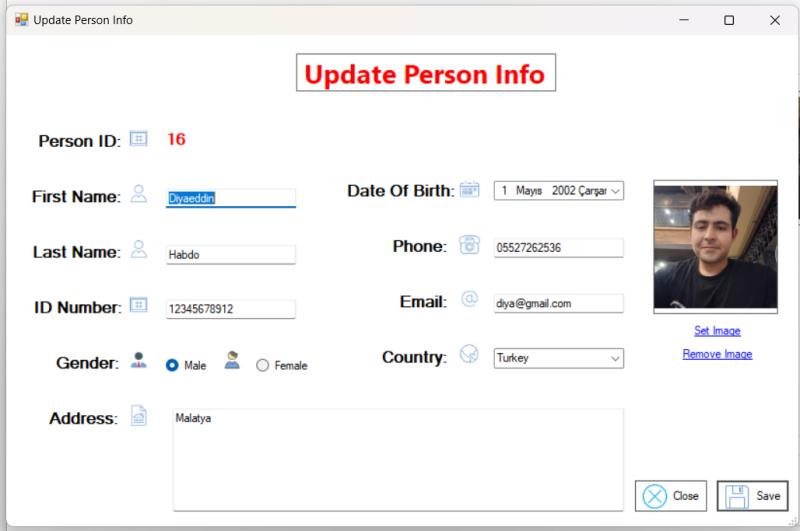 Update Person Info
Update Person Info
Person ID: 16
First Name: Diyaeddin
Date Of Birth: 1 Mayıs 2002 Çarşar
Last Name: Habdo
Phone: 05527262536
ID Number: 12345678912
Email: diya@gmail.com
Set Image
Gender: Male Female
Country: Turkey
Remove Image
Address: Malatya
Close Save